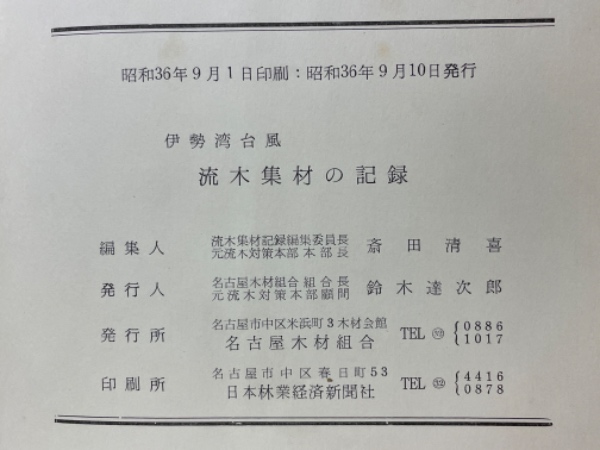 昭和36年9月1日印刷：昭和36年9月10日発行
伊勢湾台風
流木集材の記録
編集人 流木集材記録編集委員長 元流木対策本部本部長 斎田清喜
発行人 名古屋木材組合組合長 元流木対策本部顧問 鈴木達次郎
発行所 名古屋市中区米浜町3木材会館 名古屋木材組合 TEL {0886 1017
印刷所 名古屋市中区春日町53 日本林業経済新聞社 TEL {4416 0878